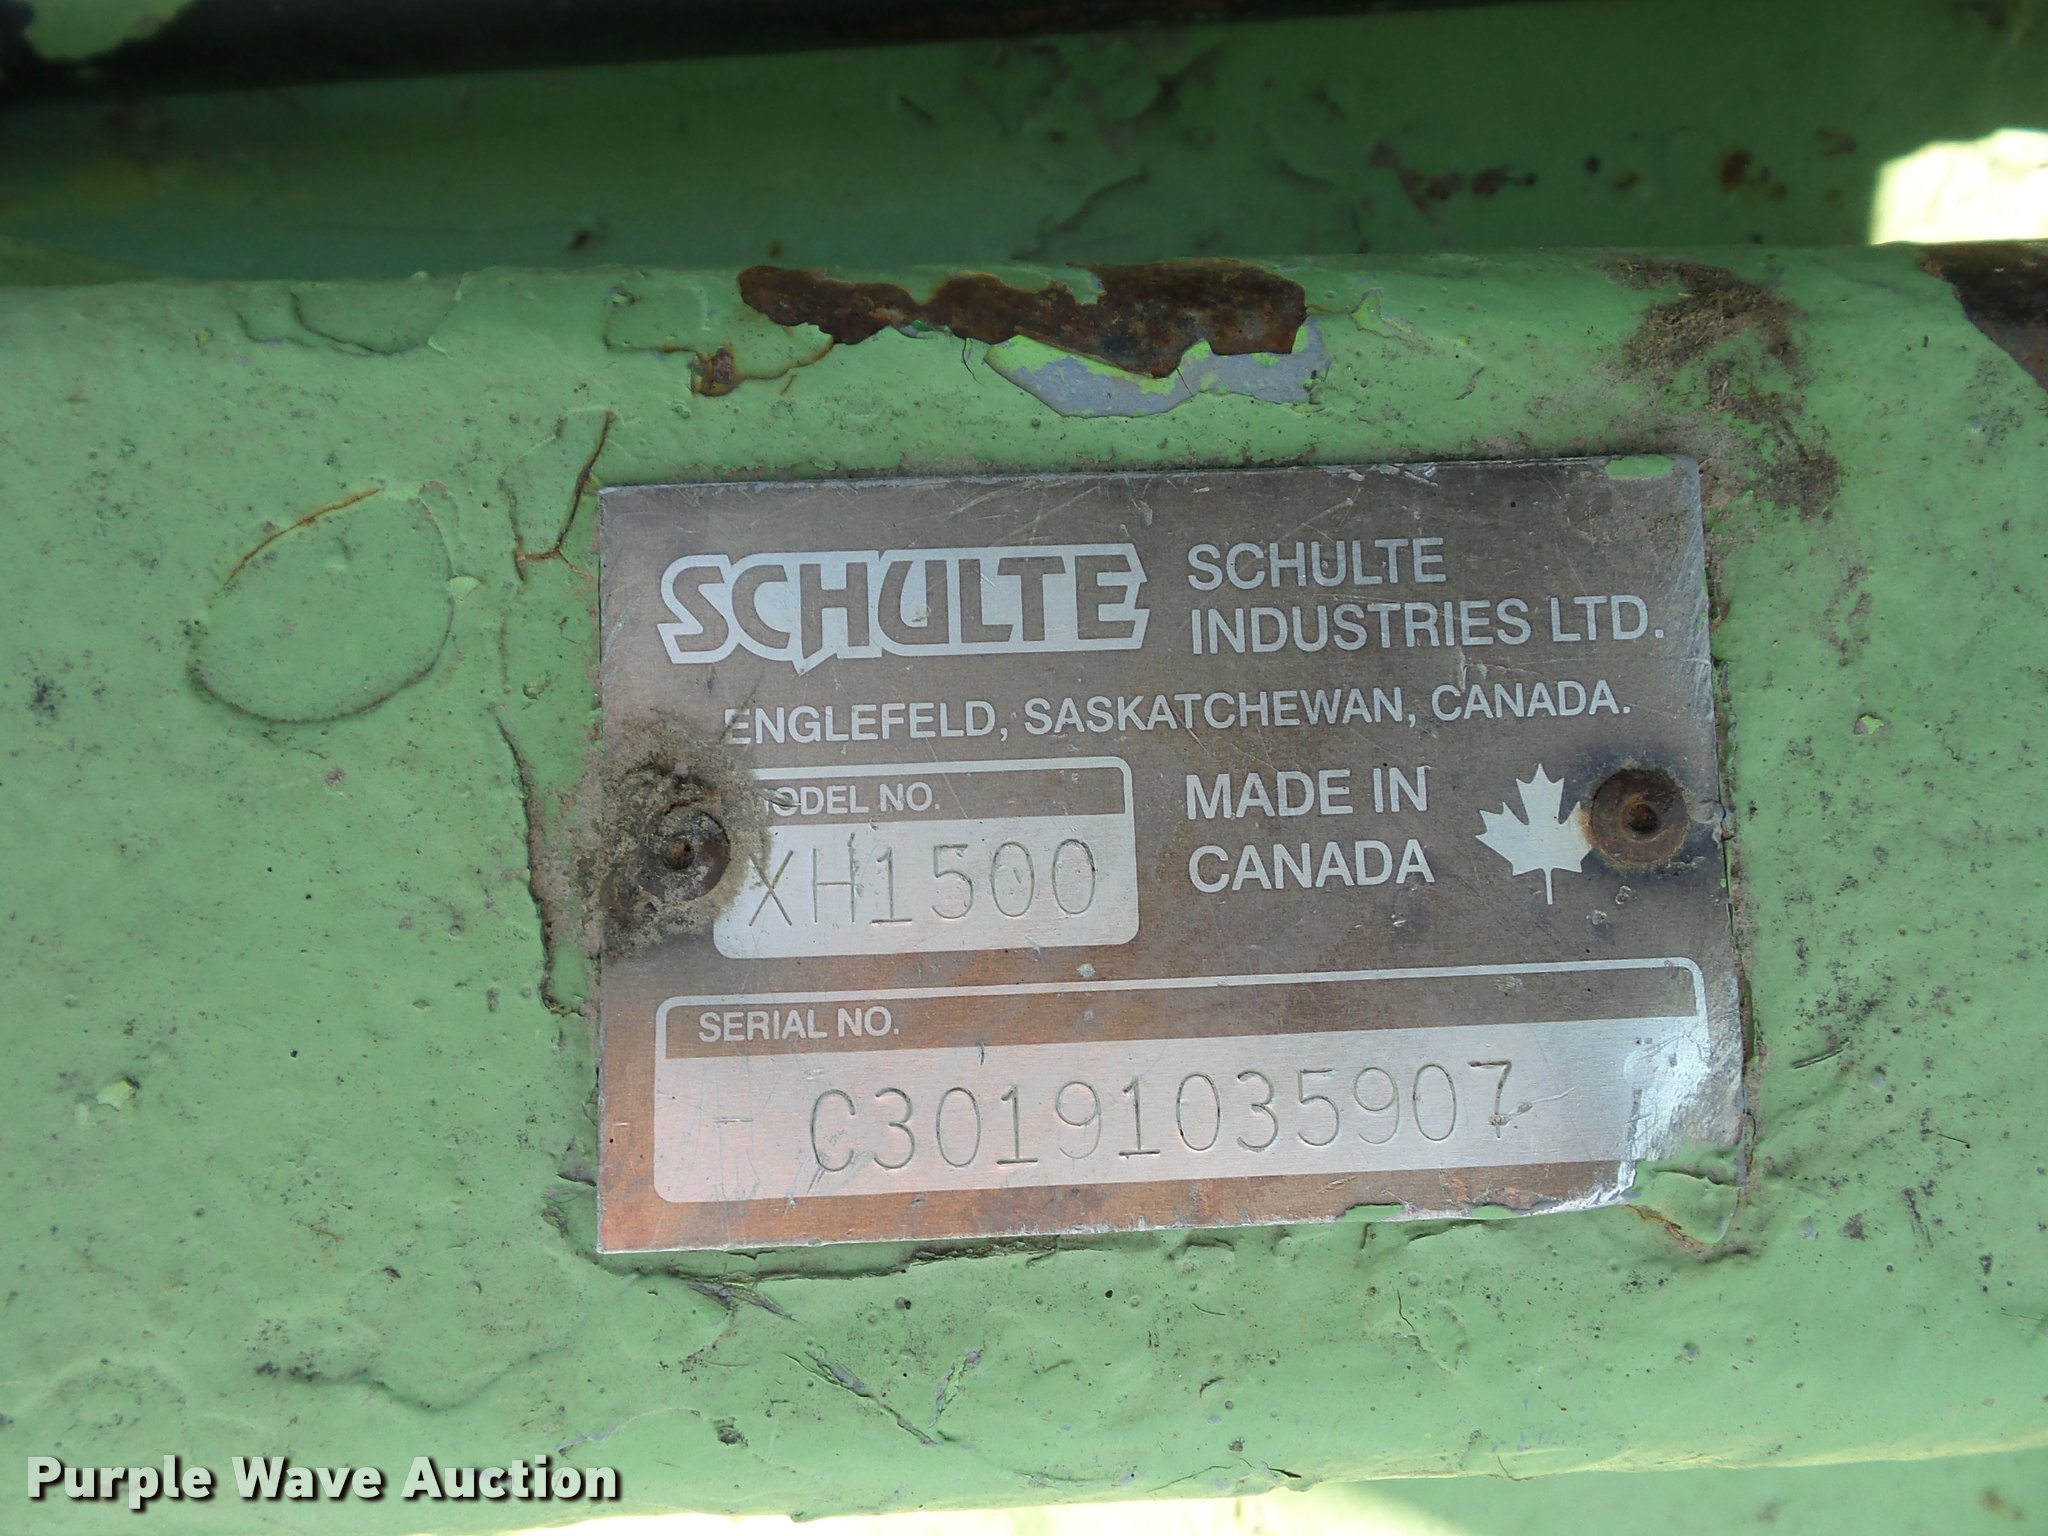 SCHULTE
SCHULTE
INDUSTRIES LTD.
ENGLEFELD, SASKATCHEWAN, CANADA.
MODEL NO.
XH1500
MADE IN
CANADA
SERIAL NO.
C30191035907
Purple Wave Auction